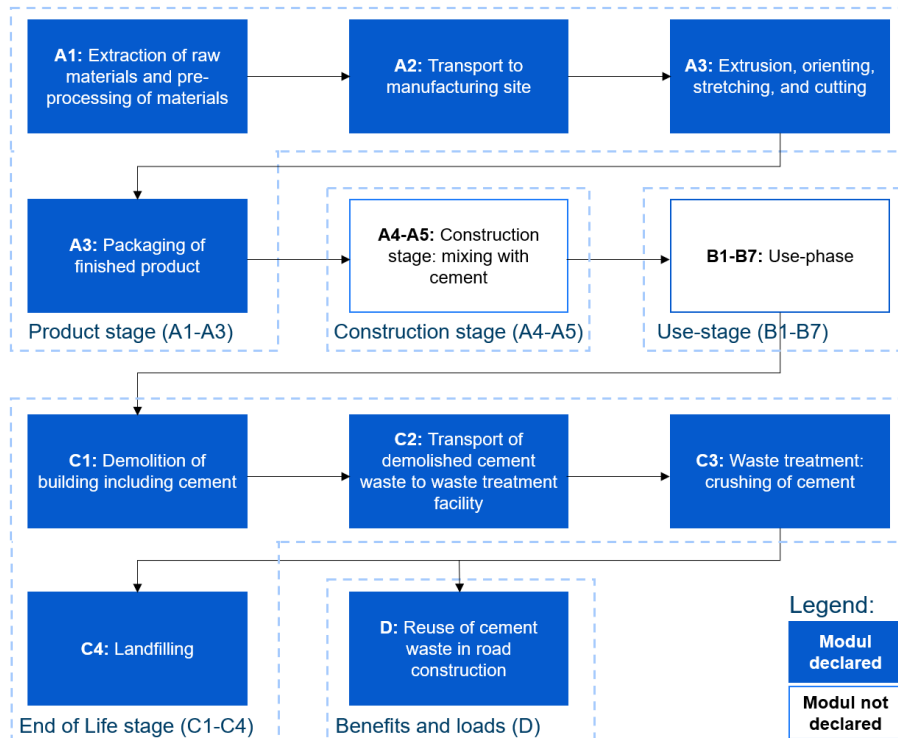 A1: Extraction of raw
materials and pre-
processing of materials
A2: Transport to
manufacturing site
A3: Extrusion, orienting,
stretching, and cutting
A3: Packaging of
finished product
A4-A5: Construction
stage: mixing with
cement
B1-B7: Use-phase
Product stage (A1-A3)
Construction stage (A4-A5)
Use-stage (B1-B7)
C1: Demolition of
building including cement
C2: Transport of
demolished cement
waste to waste treatment
facility
C3: Waste treatment:
crushing of cement
C4: Landfilling
D: Reuse of cement
waste in road
construction
End of Life stage (C1-C4)
Benefits and loads (D)
Legend:
Modul
declared
Modul not
declared